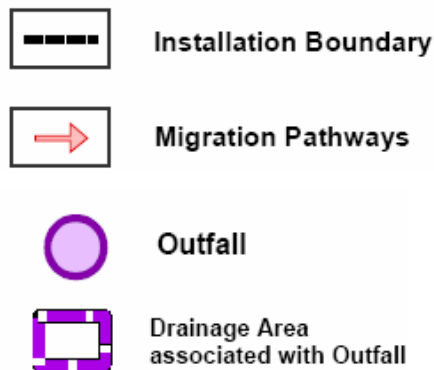 Installation Boundary
Migration Pathways
Outfall
Drainage Area
associated with Outfall